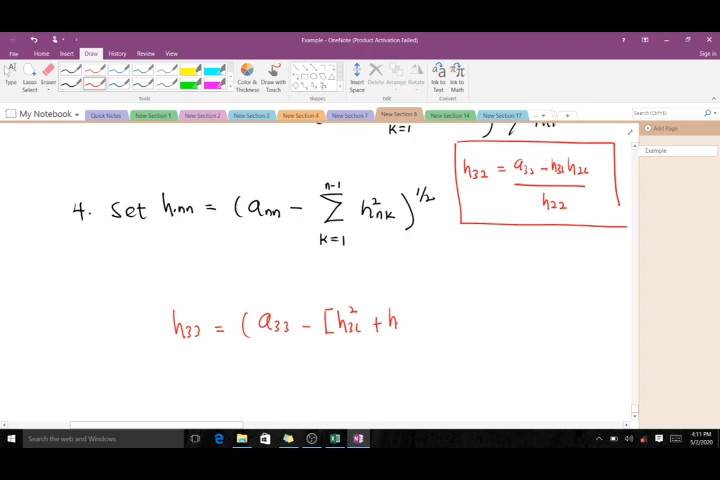 Example - OneNote (Product Activation Failed)
File Home Insert Draw History Review View Sign in
Type Lasso Select Eraser Color & Thickness Draw with Touch Insert Space Delete Arrange Rotate Ink to Text Ink to Math
Tools Shapes Edit Convert
My Notebook Quick Notes New Section 1 New Section 2 New Section 3 New Section 4 New Section 7 New Section 8 New Section 14 New Section 17 Search (Ctrl+E)
Add Page
Example
K=1
h32 = (a32 - h31 h21) / h22
4. Set h.nn = (ann - ∑ k=1 n-1 h²nk)^1/2
h33 = ( a33 - [h²31 + h
Search the web and Windows
4:11 PM
5/2/2020